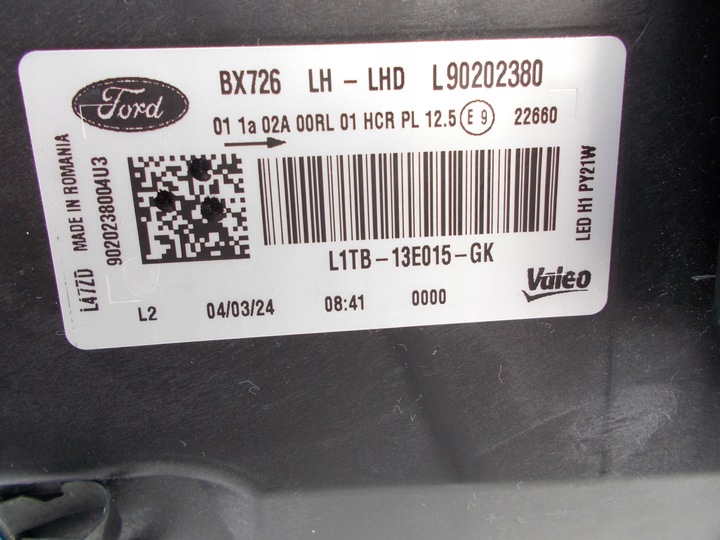 Ford
BX726 LH - LHD L90202380
01 1a 02A 00RL 01 HCR PL 12.5 E 9 22660
L1TB-13E015-GK
L2 04/03/24 08:41 0000
Valeo
L47ZD MADE IN ROMANIA
9020238004U3
LED H1 PY21W